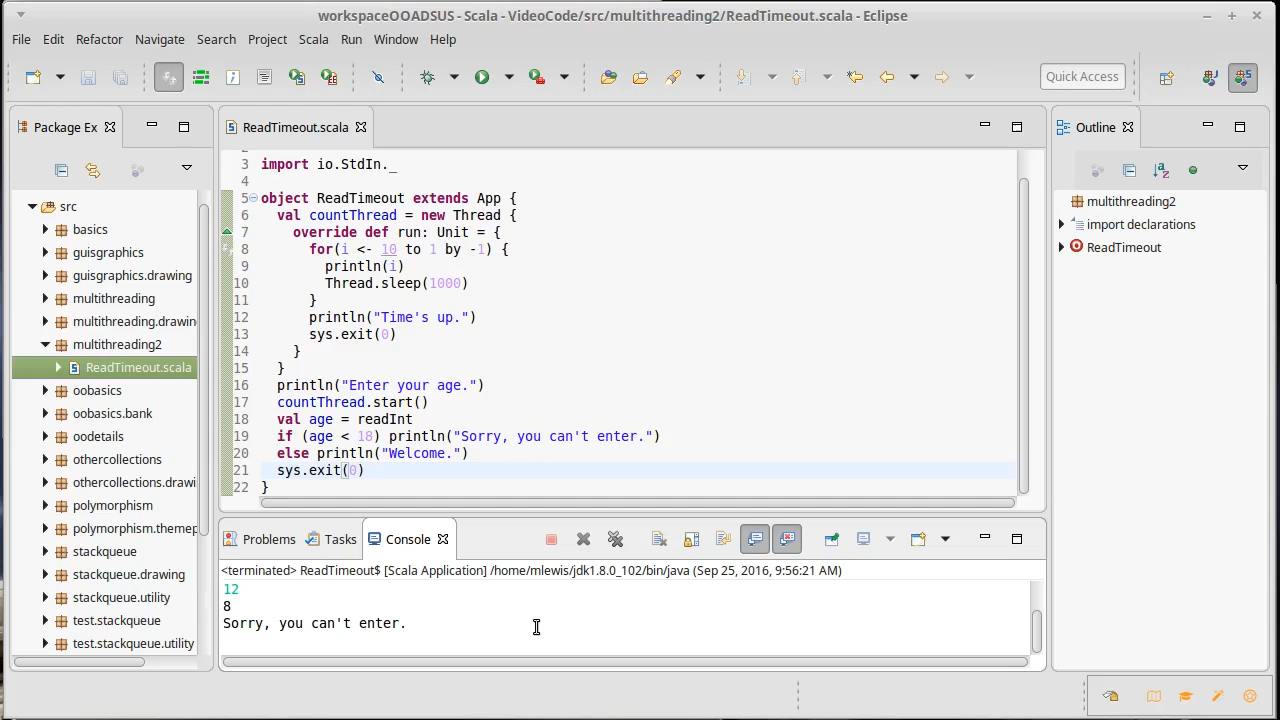 workspaceOOADSUS - Scala - VideoCode/src/multithreading2/ReadTimeout.scala - Eclipse
File Edit Refactor Navigate Search Project Scala Run Window Help
Quick Access
Package Ex
ReadTimeout.scala
Outline
src
basics
guisgraphics
guisgraphics.drawing
multithreading
multithreading.drawin
multithreading2
ReadTimeout.scala
oobasics
oobasics.bank
oodetails
othercollections
othercollections.drawi
polymorphism
polymorphism.themep
stackqueue
stackqueue.drawing
stackqueue.utility
test.stackqueue
test.stackqueue.utility
3 import io.StdIn._
4
5 object ReadTimeout extends App {
6 val countThread = new Thread {
7 override def run: Unit = {
8 for(i <- 10 to 1 by -1) {
9 println(i)
10 Thread.sleep(1000)
11 }
12 println("Time's up.")
13 sys.exit(0)
14 }
15 }
16 println("Enter your age.")
17 countThread.start()
18 val age = readInt
19 if (age < 18) println("Sorry, you can't enter.")
20 else println("Welcome.")
21 sys.exit(0)
22 }
multithreading2
import declarations
ReadTimeout
Problems Tasks Console
<terminated> ReadTimeout$ [Scala Application] /home/mlewis/jdk1.8.0_102/bin/java (Sep 25, 2016, 9:56:21 AM)
12
8
Sorry, you can't enter.